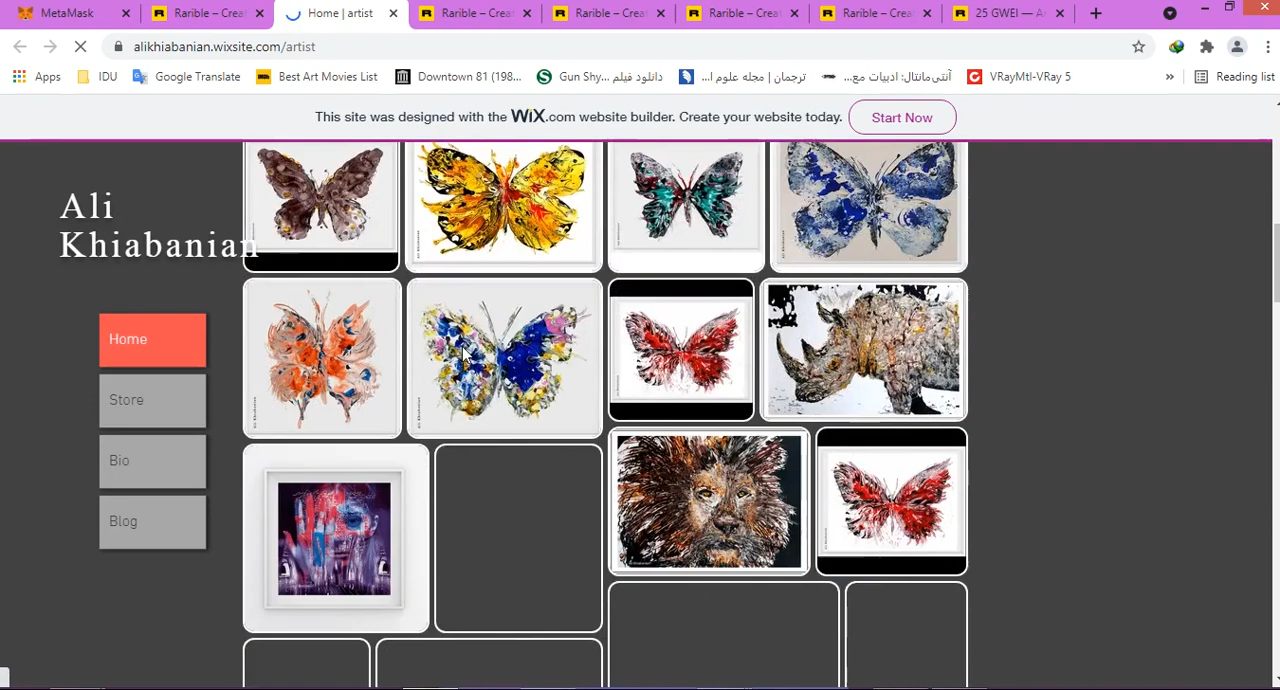 MetaMask
Rarible – Crea
Home | artist
Rarible – Crea
Rarible – Crea
Rarible – Crea
Rarible – Crea
25 GWEI — A
alikhiabanian.wixsite.com/artist
Apps
IDU
Google Translate
Best Art Movies List
Downtown 81 (198...
Gun Shy... دانلود فیلم
ترجمان | مجله علوم ا...
آنتی‌مانتال: ادبیات مع...
VRayMtl-VRay 5
»
Reading list
This site was designed with the WiX.com website builder. Create your website today.
Start Now
Ali
Khiabanian
Home
Store
Bio
Blog